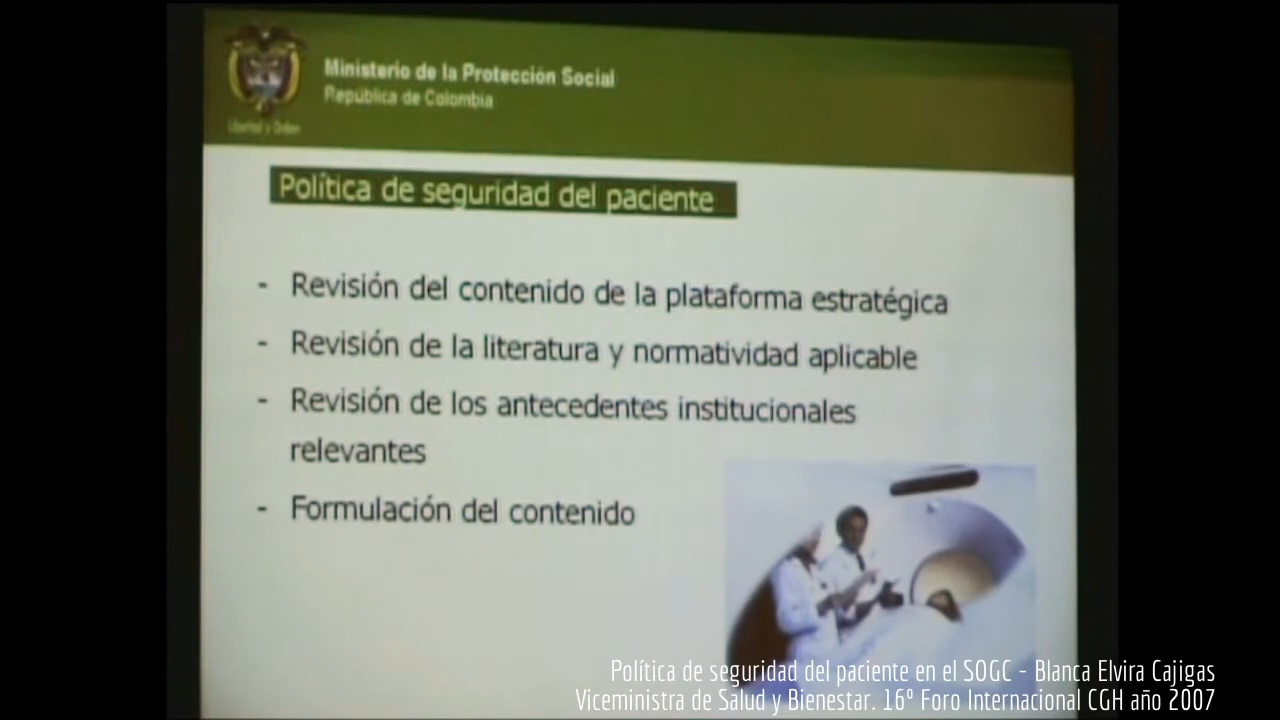 Ministerio de la Protección Social
República de Colombia
Libertad y Orden
Política de seguridad del paciente
- Revisión del contenido de la plataforma estratégica
- Revisión de la literatura y normatividad aplicable
- Revisión de los antecedentes institucionales
relevantes
- Formulación del contenido
Política de seguridad del paciente en el SOGC - Blanca Elvira Cajigas
Viceministra de Salud y Bienestar. 16º Foro Internacional CGH año 2007